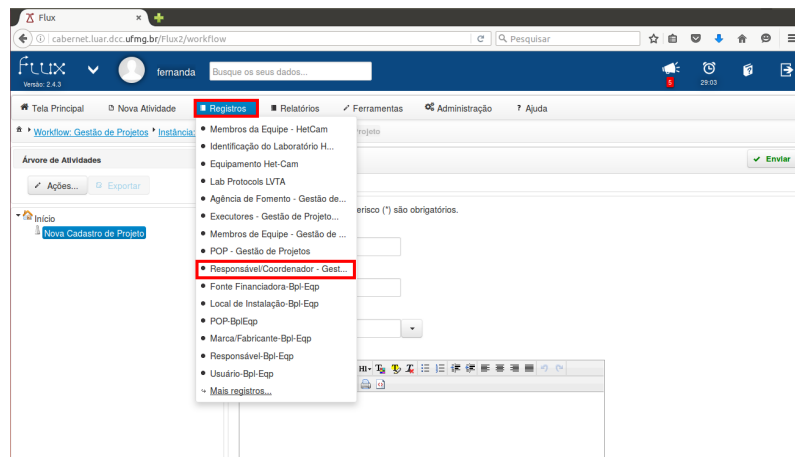 Flux
cabernet.luar.dcc.ufmg.br/Flux2/workflow
Pesquisar
Flux
Versão: 2.4.3
fernanda
Busque os seus dados...
5
29:03
Tela Principal
Nova Atividade
Registros
Relatórios
Ferramentas
Administração
? Ajuda
Workflow: Gestão de Projetos
Instância:
Projeto
Árvore de Atividades
Enviar
Ações...
Exportar
Início
Nova Cadastro de Projeto
erisco (*) são obrigatórios.
Membros da Equipe - HetCam
Identificação do Laboratório H...
Equipamento Het-Cam
Lab Protocols LVTA
Agência de Fomento - Gestão de...
Executores - Gestão de Projeto...
Membros de Equipe - Gestão de ...
POP - Gestão de Projetos
Responsável/Coordenador - Gest...
Fonte Financiadora-Bpl-Eqp
Local de Instalação-Bpl-Eqp
POP-BplEqp
Marca/Fabricante-Bpl-Eqp
Responsável-Bpl-Eqp
Usuário-Bpl-Eqp
Mais registros...